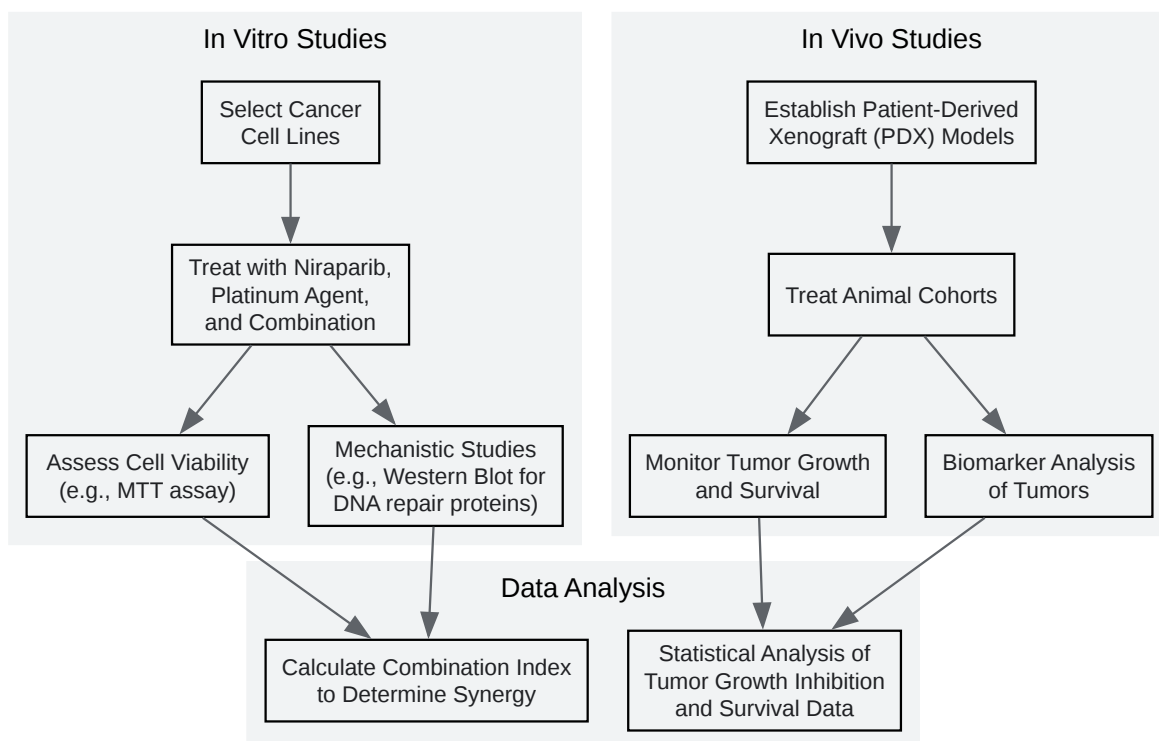 In Vitro Studies
Select Cancer
Cell Lines
Treat with Niraparib,
Platinum Agent,
and Combination
Assess Cell Viability
(e.g., MTT assay)
Mechanistic Studies
(e.g., Western Blot for
DNA repair proteins)
In Vivo Studies
Establish Patient-Derived
Xenograft (PDX) Models
Treat Animal Cohorts
Monitor Tumor Growth
and Survival
Biomarker Analysis
of Tumors
Data Analysis
Calculate Combination Index
to Determine Synergy
Statistical Analysis of
Tumor Growth Inhibition
and Survival Data